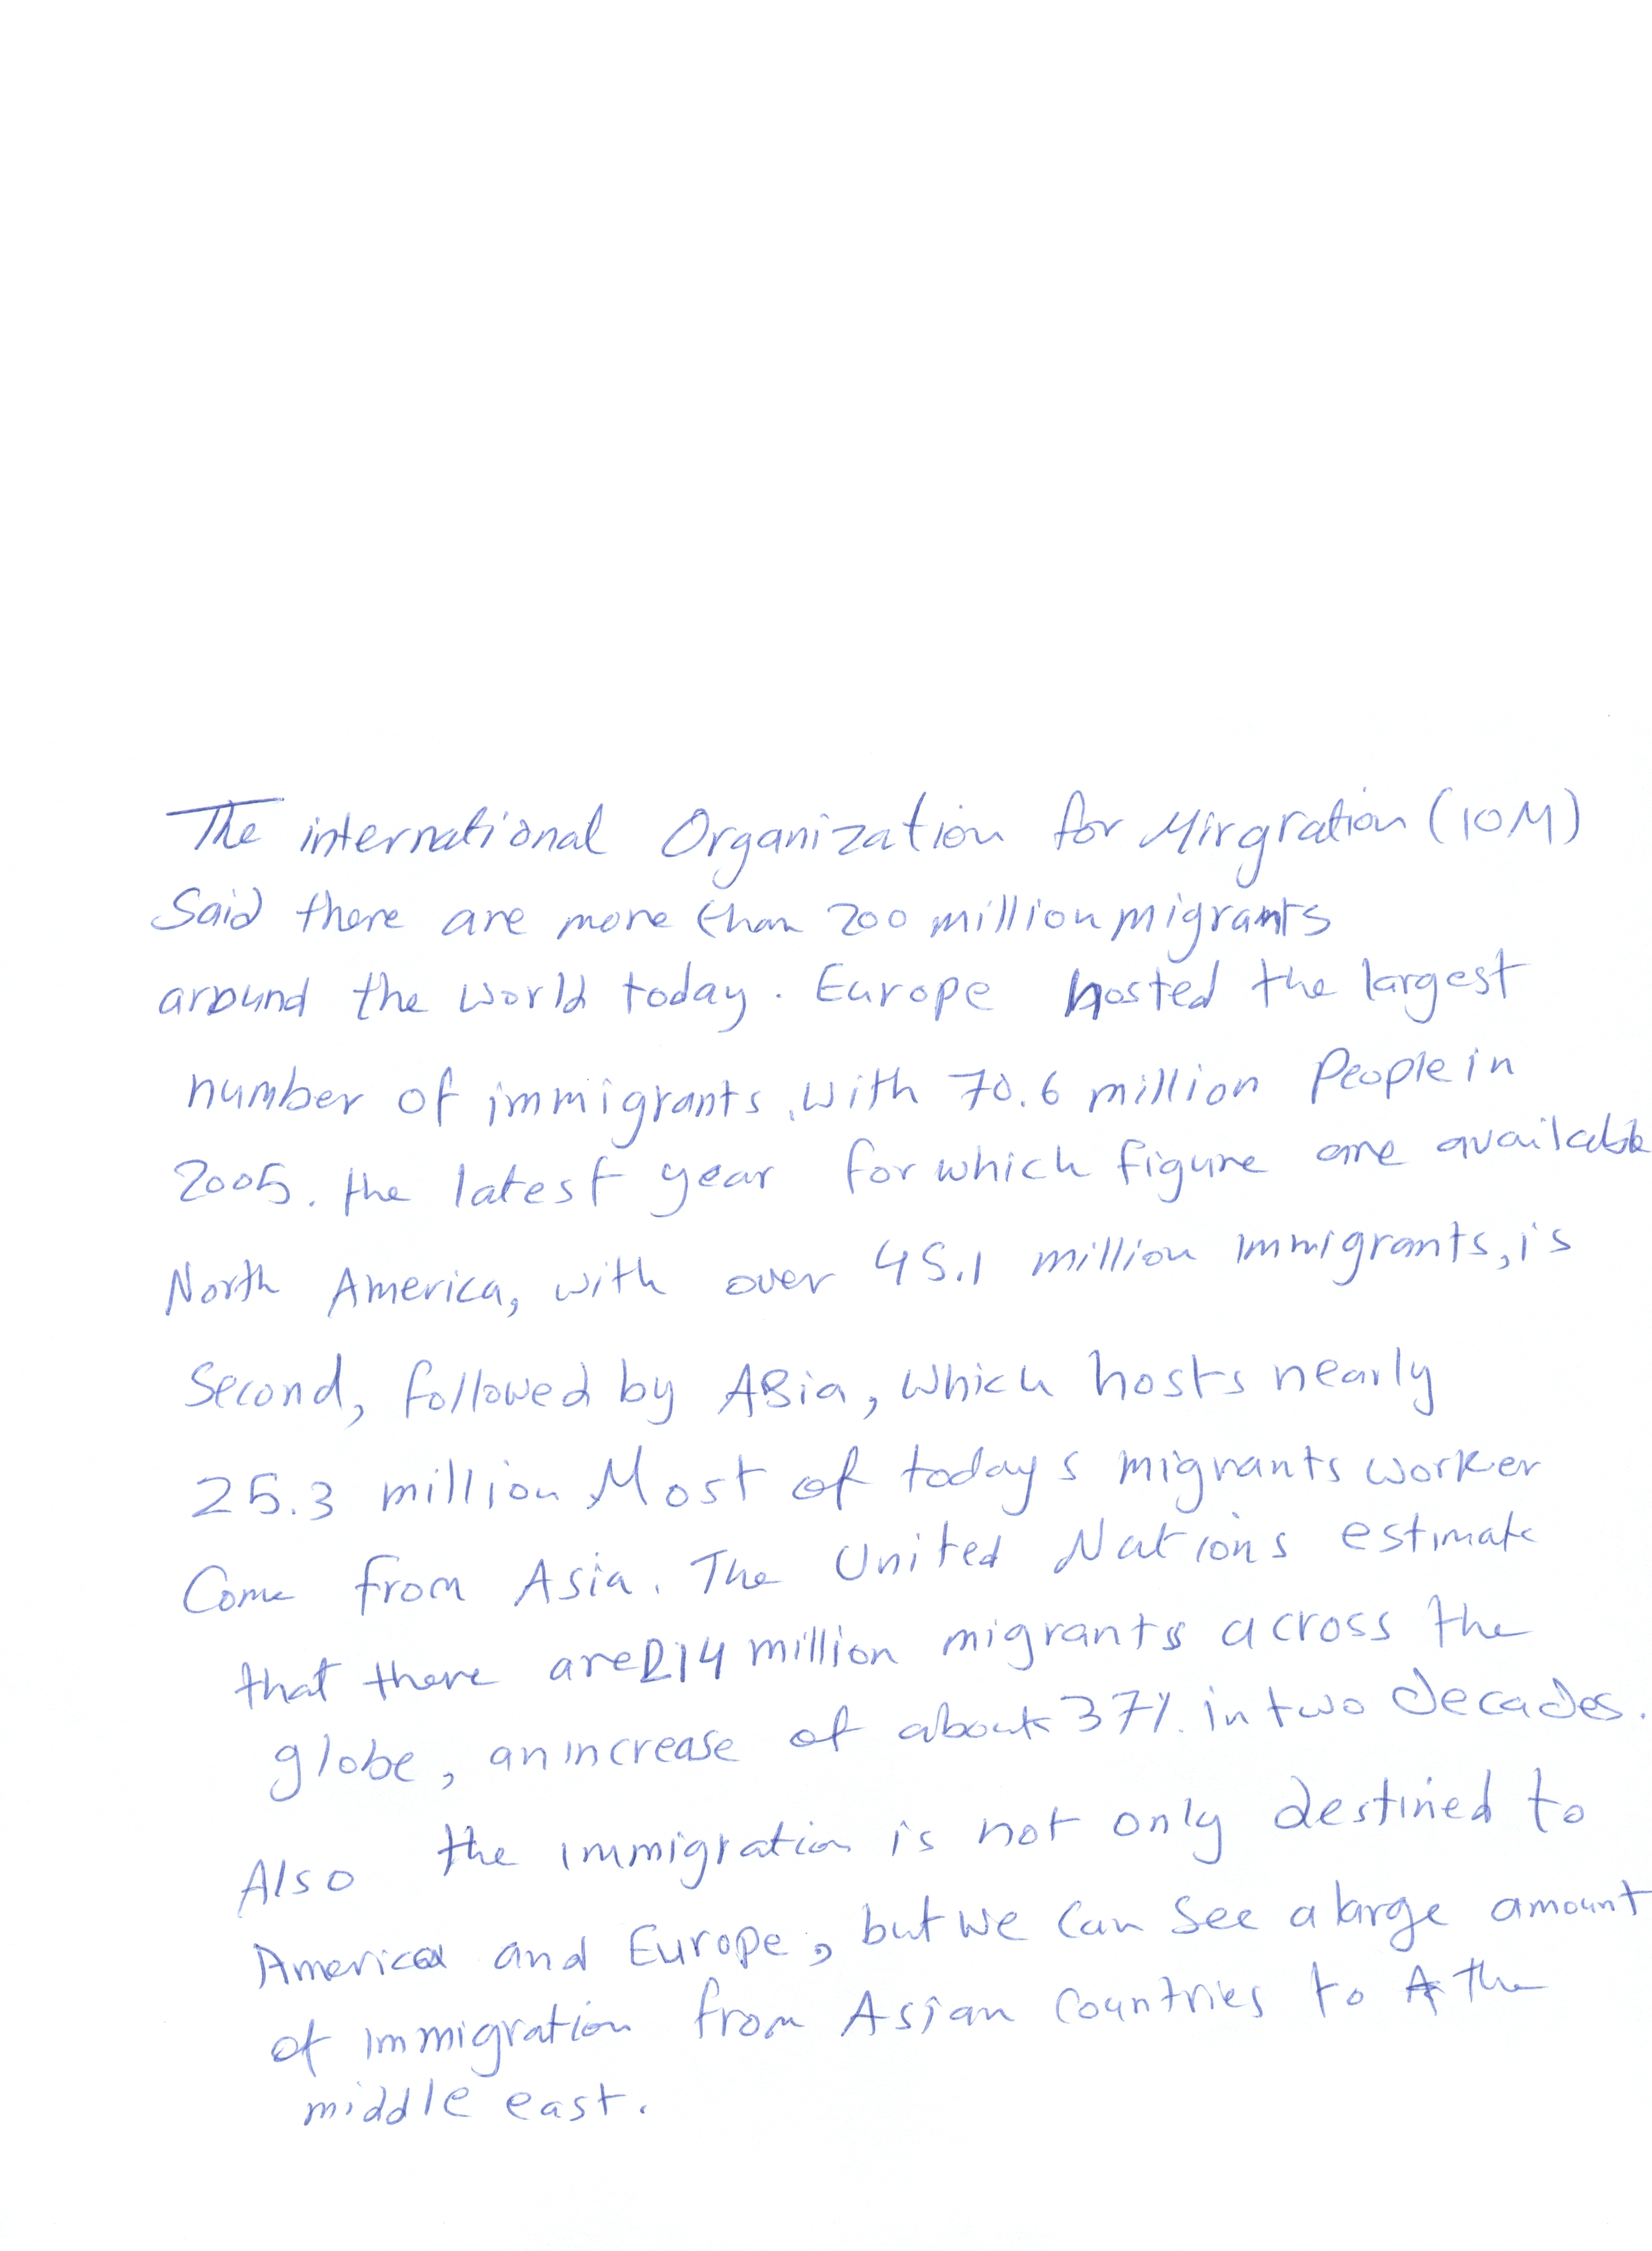 The international Organization for Mirgration (IOM)
Said there are more than 200 million migrants
around the world today. Europe hosted the largest
number of immigrants, with 70.6 million People in
2005. the latest year for which figure are available
North America, with over 45.1 million immigrants, is
Second, followed by Asia, which hosts nearly
25.3 million Most of today s migrants worker
Come from Asia. The United Nations estimate
that there are 214 million migrants across the
globe, an increase of about 37% in two decades.
Also the immigration is not only destined to
America and Europe, but we can See a large amount
of immigration from Asian Countries to the
middle east.